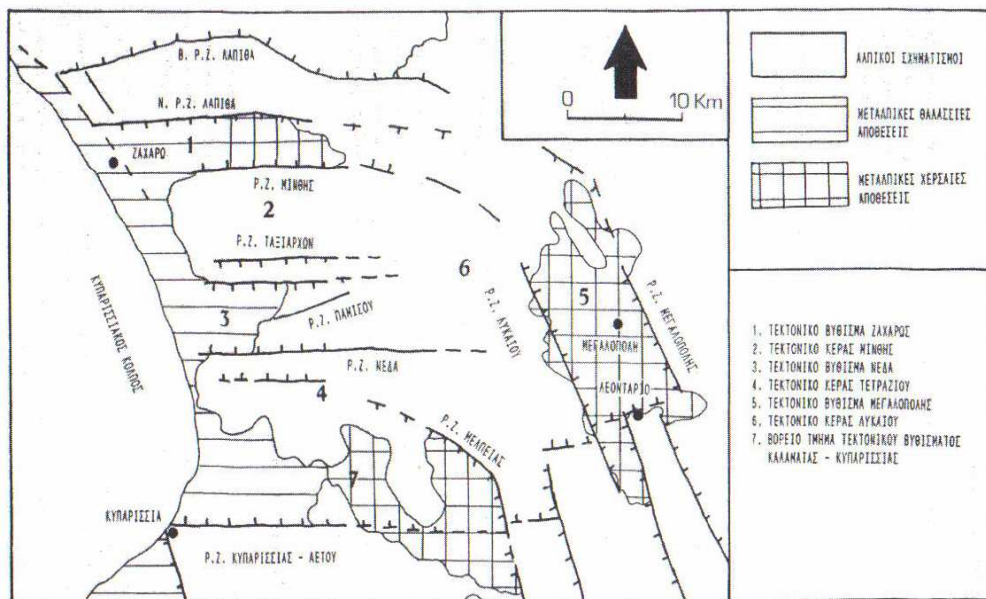 Β. Ρ.Ζ. ΛΑΠΙΘΑ
Ν. Ρ.Ζ. ΛΑΠΙΘΑ
ΖΑΧΑΡΟ
1
Ρ.Ζ. ΜΙΝΘΗΣ
2
Ρ.Ζ. ΤΑΞΙΑΡΧΩΝ
6
3
Ρ.Ζ. ΠΑΜΙΣΟΥ
ΚΥΠΑΡΙΣΣΙΑΚΟΣ ΚΟΛΠΟΣ
Ρ.Ζ. ΛΥΚΑΙΟΥ
5
Ρ.Ζ. ΜΕΓΑΛΟΠΟΛΗΣ
ΜΕΓΑΛΟΠΟΛΗ
Ρ.Ζ. ΝΕΔΑ
4
ΛΕΟΝΤΑΡΙΟ
Ρ.Ζ. ΜΕΛΠΕΙΑΣ
7
ΚΥΠΑΡΙΣΣΙΑ
Ρ.Ζ. ΚΥΠΑΡΙΣΣΙΑΣ - ΑΕΤΟΥ
0 10 Km
ΑΛΠΙΚΟΙ ΣΧΗΜΑΤΙΣΜΟΙ
ΜΕΤΑΛΠΙΚΕΣ ΘΑΛΑΣΣΙΕΣ
ΑΠΟΘΕΣΕΙΣ
ΜΕΤΑΛΠΙΚΕΣ ΧΕΡΣΑΙΕΣ
ΑΠΟΘΕΣΕΙΣ
1. ΤΕΚΤΟΝΙΚΟ ΒΥΘΙΣΜΑ ΖΑΧΑΡΟΣ
2. ΤΕΚΤΟΝΙΚΟ ΚΕΡΑΣ ΜΙΝΘΗΣ
3. ΤΕΚΤΟΝΙΚΟ ΒΥΘΙΣΜΑ ΝΕΔΑ
4. ΤΕΚΤΟΝΙΚΟ ΚΕΡΑΣ ΤΕΤΡΑΖΙΟΥ
5. ΤΕΚΤΟΝΙΚΟ ΒΥΘΙΣΜΑ ΜΕΓΑΛΟΠΟΛΗΣ
6. ΤΕΚΤΟΝΙΚΟ ΚΕΡΑΣ ΛΥΚΑΙΟΥ
7. ΒΟΡΕΙΟ ΤΜΗΜΑ ΤΕΚΤΟΝΙΚΟΥ ΒΥΘΙΣΜΑΤΟΣ
ΚΑΛΑΜΑΤΑΣ - ΚΥΠΑΡΙΣΣΙΑΣ